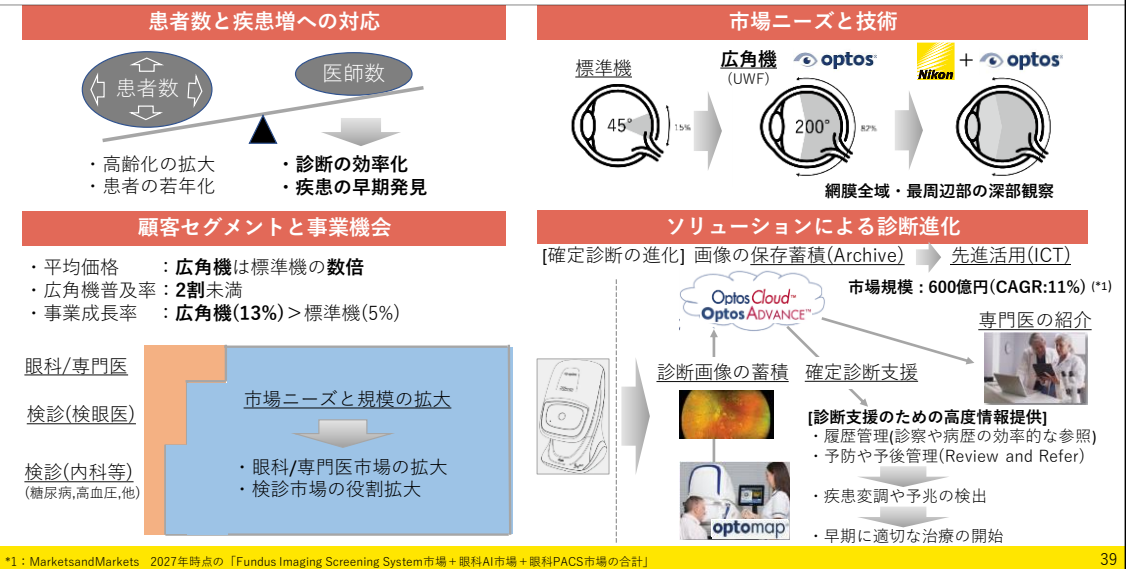 患者数と疾患増への対応
患者数
医師数
・高齢化の拡大
・患者の若年化
・診断の効率化
・疾患の早期発見
市場ニーズと技術
標準機
広角機
(UWF)
optos
Nikon + optos
45°
15%
200°
82%
網膜全域・最周辺部の深部観察
顧客セグメントと事業機会
・平均価格　　：広角機は標準機の数倍
・広角機普及率：2割未満
・事業成長率　：広角機(13%)＞標準機(5%)
眼科/専門医
検診(検眼医)
検診(内科等)
(糖尿病,高血圧,他)
市場ニーズと規模の拡大
・眼科/専門医市場の拡大
・検診市場の役割拡大
ソリューションによる診断進化
[確定診断の進化] 画像の保存蓄積(Archive)
先進活用(ICT)
市場規模：600億円(CAGR:11%) (*1)
Optos Cloud™
Optos ADVANCE™
専門医の紹介
診断画像の蓄積
確定診断支援
[診断支援のための高度情報提供]
・履歴管理(診察や病歴の効率的な参照)
・予防や予後管理(Review and Refer)
・疾患変調や予兆の検出
・早期に適切な治療の開始
optomap
*1：MarketsandMarkets　2027年時点の「Fundus Imaging Screening System市場＋眼科AI市場＋眼科PACS市場の合計」
39